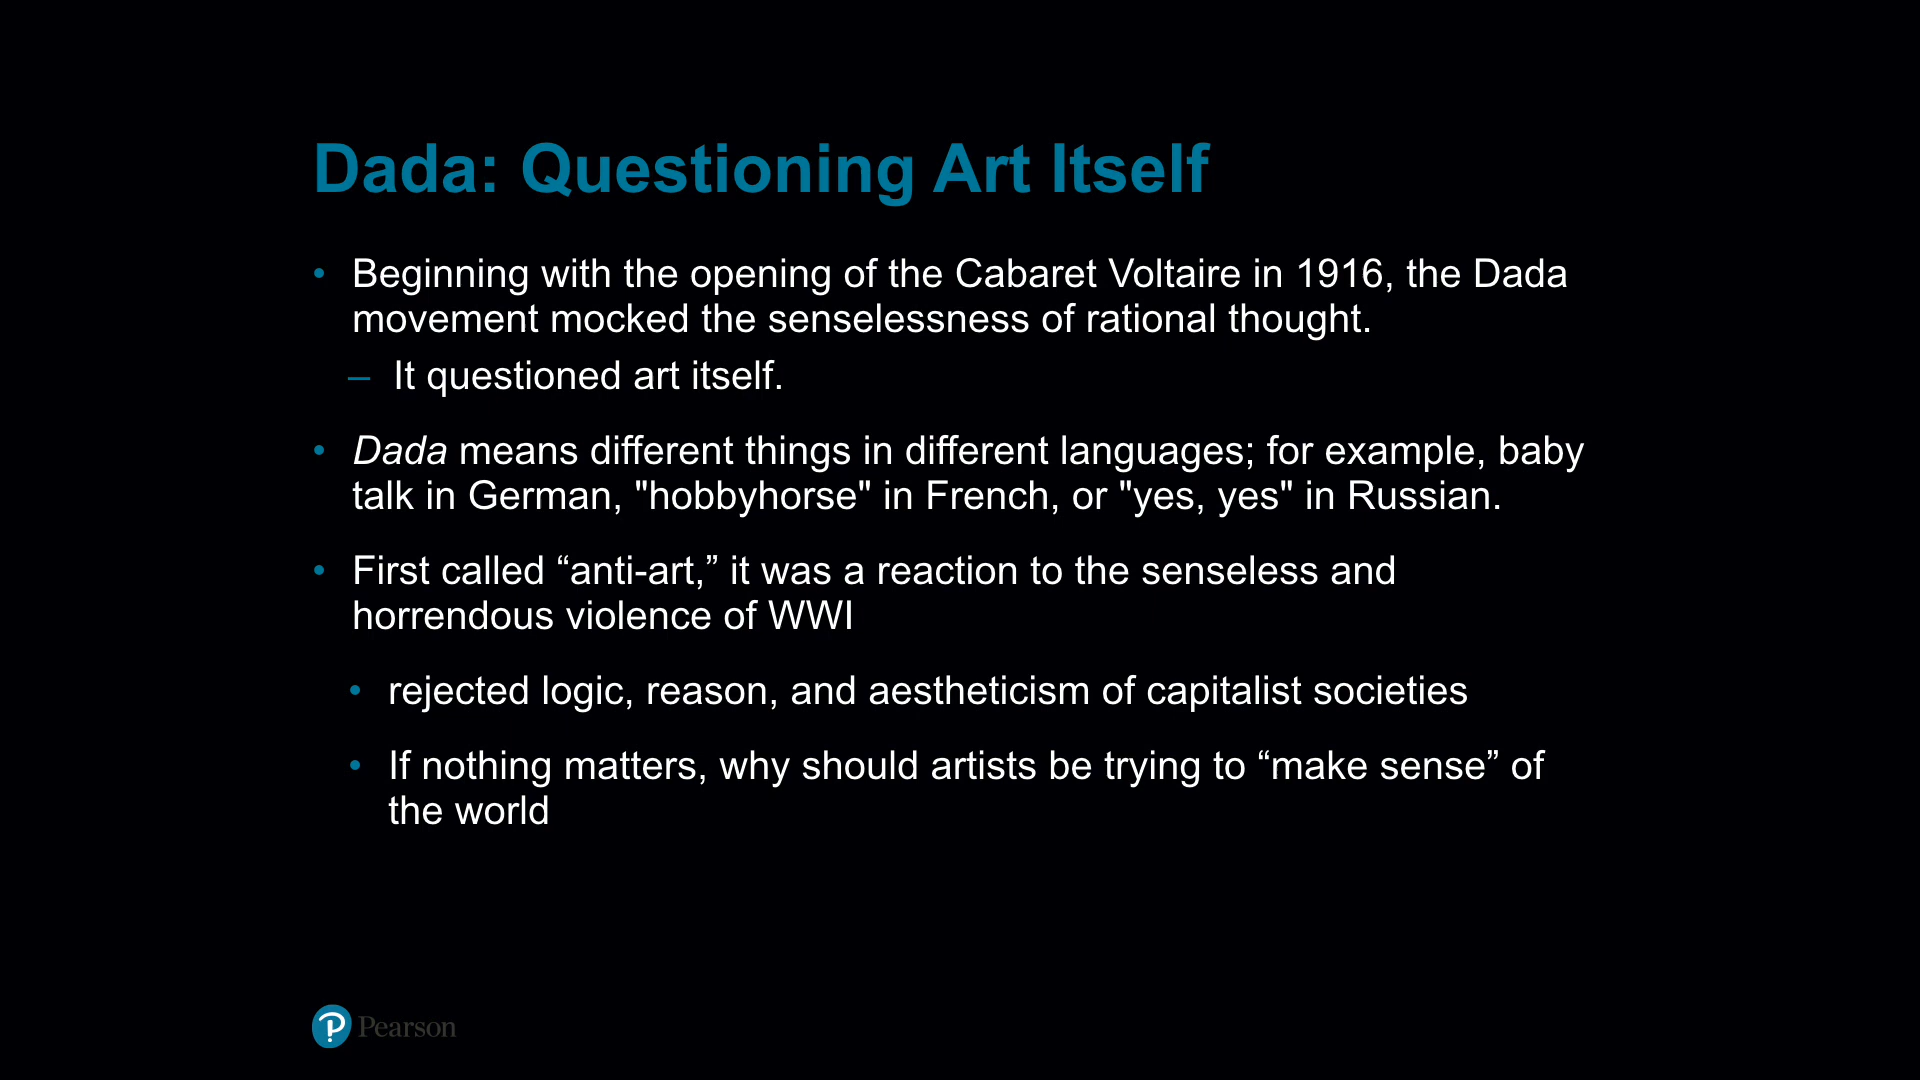 Dada: Questioning Art Itself
• Beginning with the opening of the Cabaret Voltaire in 1916, the Dada
movement mocked the senselessness of rational thought.
– It questioned art itself.
• Dada means different things in different languages; for example, baby
talk in German, "hobbyhorse" in French, or "yes, yes" in Russian.
• First called “anti-art,” it was a reaction to the senseless and
horrendous violence of WWI
• rejected logic, reason, and aestheticism of capitalist societies
• If nothing matters, why should artists be trying to “make sense” of
the world
Pearson